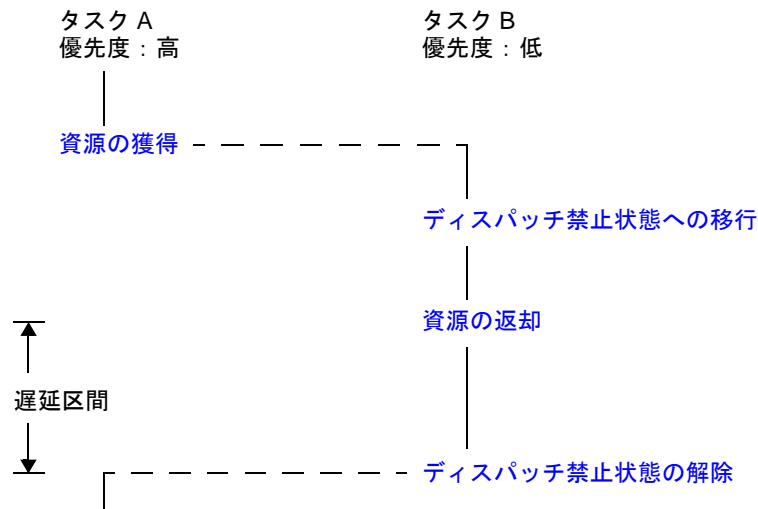 タスク A
優先度：高
タスク B
優先度：低
資源の獲得
ディスパッチ禁止状態への移行
資源の返却
遅延区間
ディスパッチ禁止状態の解除